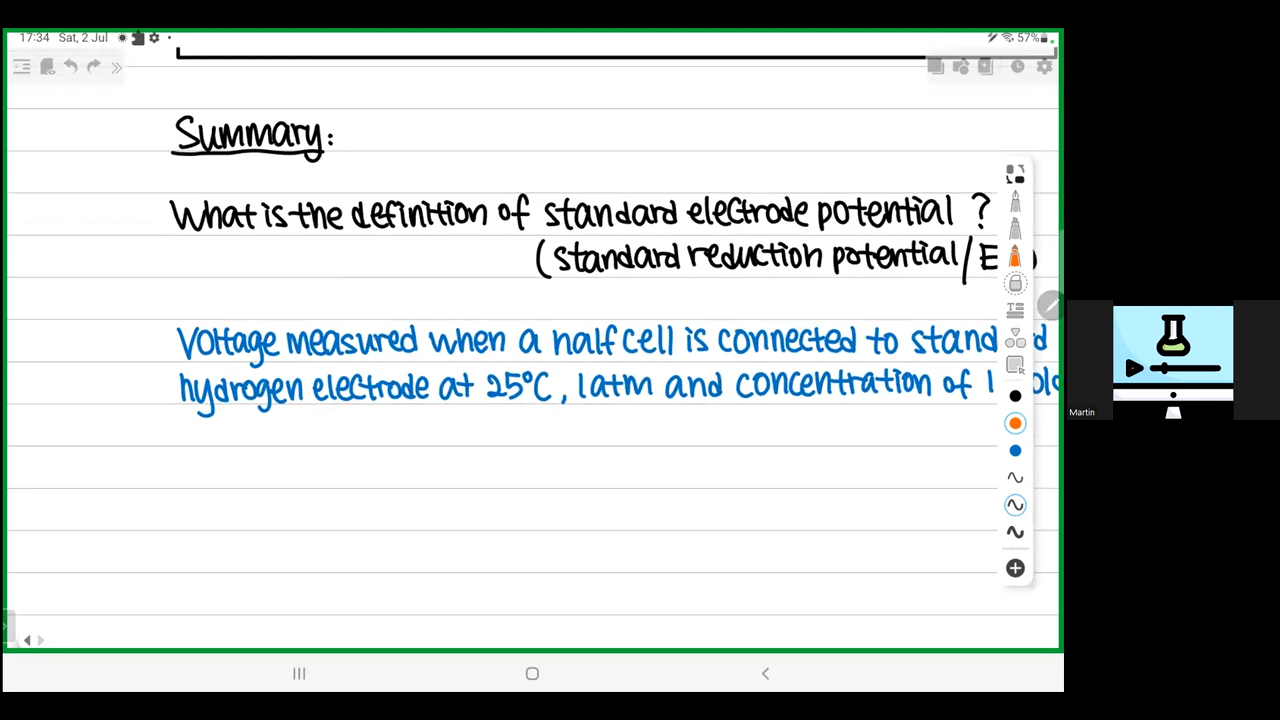 17:34 Sat, 2 Jul
57%
Summary:
What is the definition of standard electrode potential ?
(standard reduction potential/E )
Voltage measured when a half cell is connected to
hydrogen electrode at 25°C, 1atm and concentration of 1
Martin